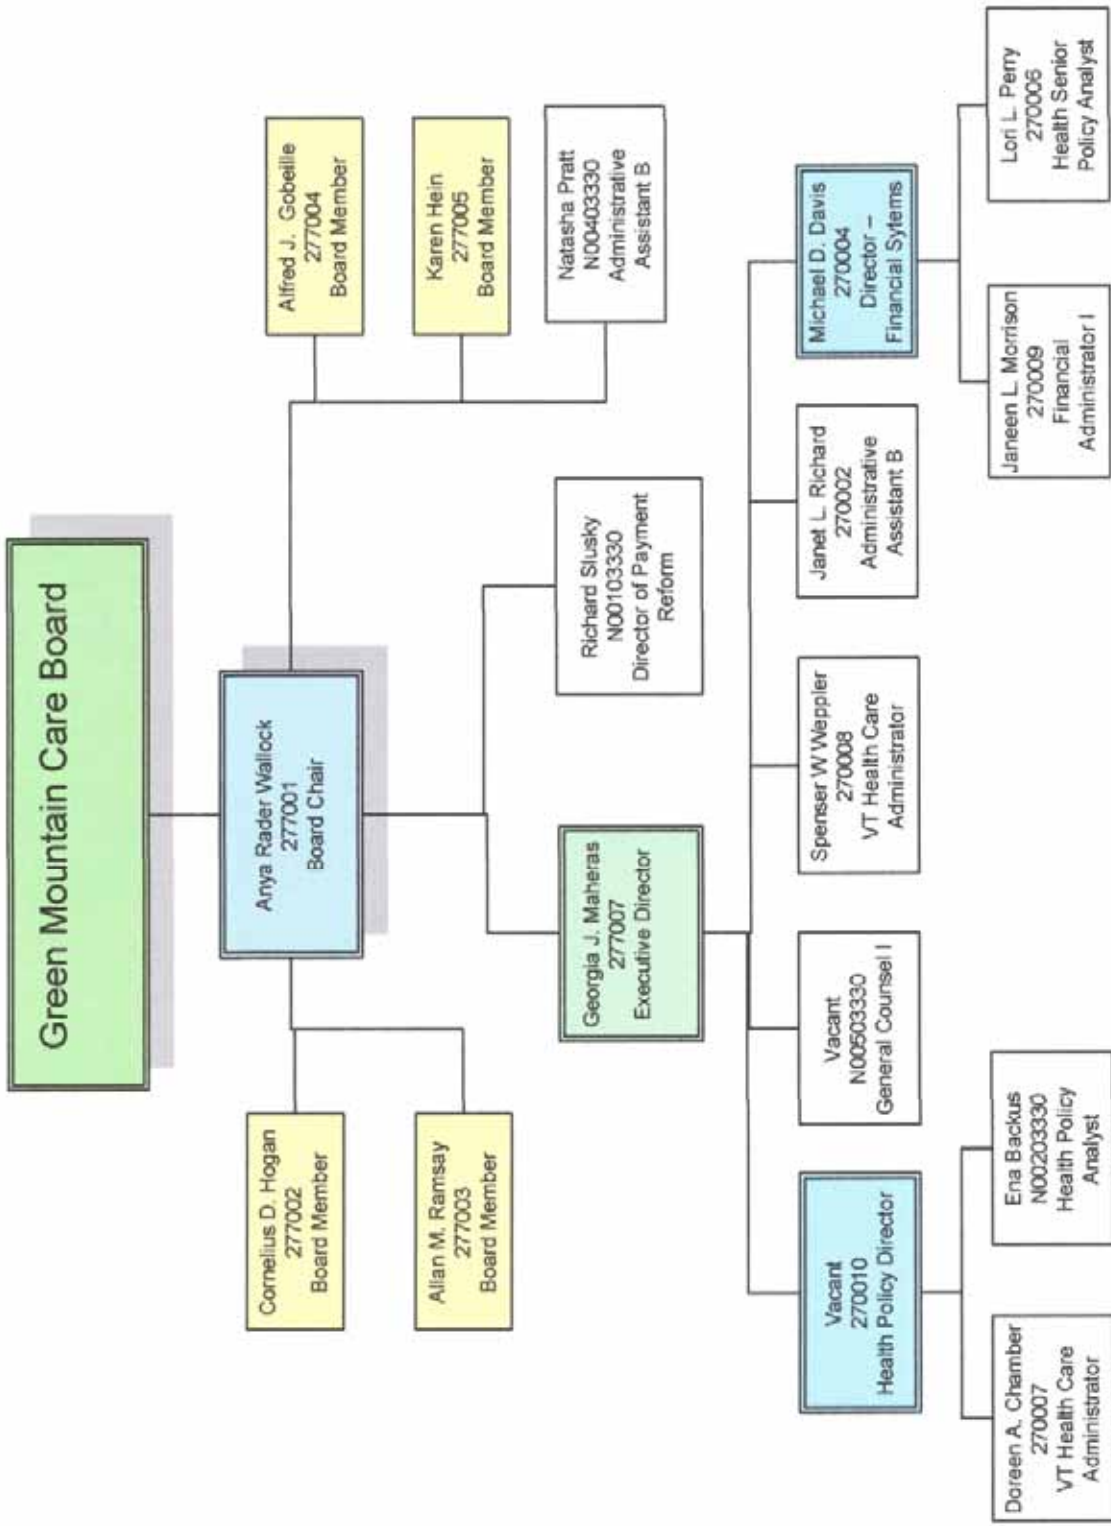 Green Mountain Care Board
Anya Rader Wallock
277001
Board Chair
Cornelius D. Hogan
277002
Board Member
Allan M. Ramsay
277003
Board Member
Alfred J. Gobeille
277004
Board Member
Karen Hein
277005
Board Member
Natasha Pratt
N00403330
Administrative
Assistant B
Georgia J. Maheras
277007
Executive Director
Richard Slusky
N00103330
Director of Payment
Reform
Vacant
270010
Health Policy Director
Vacant
N00503330
General Counsel I
Spenser W Weppler
270008
VT Health Care
Administrator
Janet L. Richard
270002
Administrative
Assistant B
Michael D. Davis
270004
Director –
Financial Sytems
Doreen A. Chamber
270007
VT Health Care
Administrator
Ena Backus
N00203330
Health Policy
Analyst
Janeen L. Morrison
270009
Financial
Administrator I
Lori L. Perry
270006
Health Senior
Policy Analyst